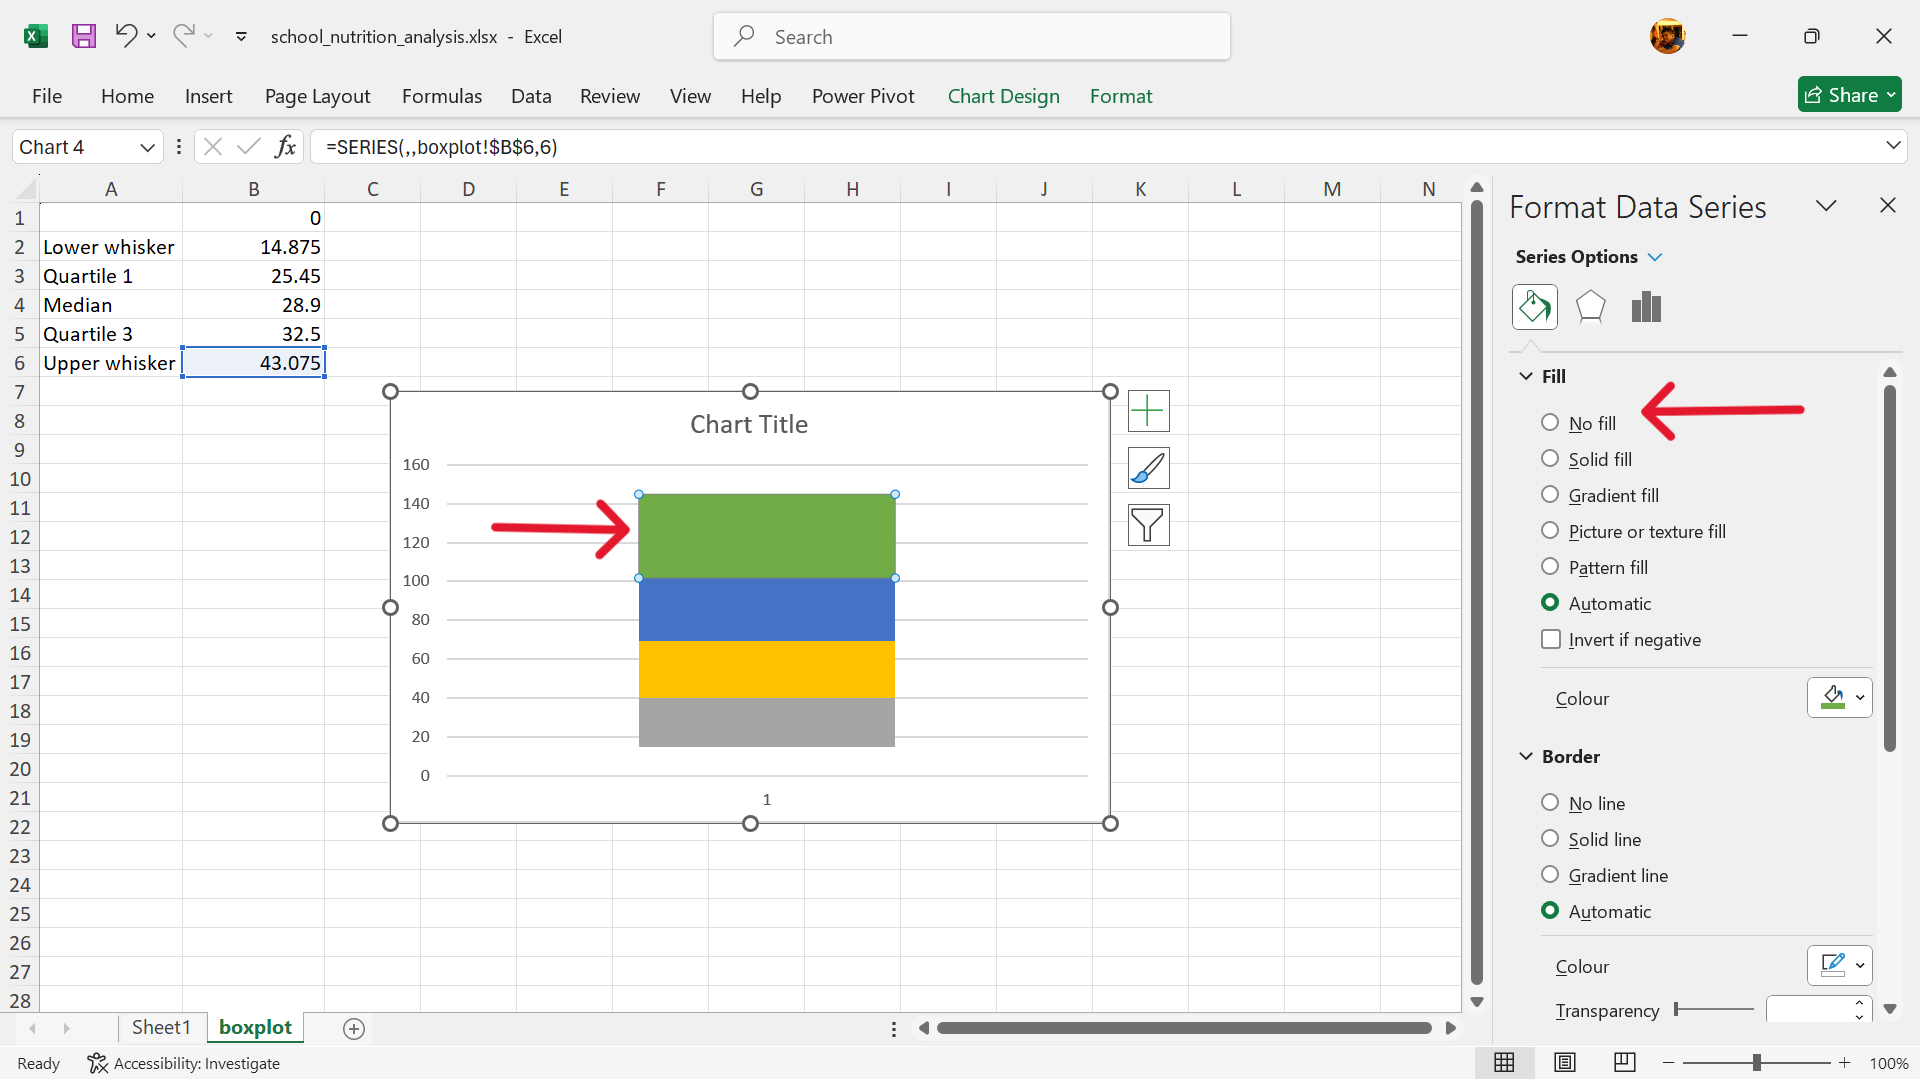 school_nutrition_analysis.xlsx - Excel
Search
File Home Insert Page Layout Formulas Data Review View Help Power Pivot Chart Design Format Share
Chart 4 fx =SERIES(,,boxplot!$B$6,6)
A B C D E F G H I J K L M N
1 0
2 Lower whisker 14.875
3 Quartile 1 25.45
4 Median 28.9
5 Quartile 3 32.5
6 Upper whisker 43.075
7
8
9
10
11
12
13
14
15
16
17
18
19
20
21
22
23
24
25
26
27
28
Chart Title
160
140
120
100
80
60
40
20
0
1
Format Data Series
Series Options
Fill
No fill
Solid fill
Gradient fill
Picture or texture fill
Pattern fill
Automatic
Invert if negative
Colour
Border
No line
Solid line
Gradient line
Automatic
Colour
Transparency
Sheet1 boxplot
Ready Accessibility: Investigate 100%